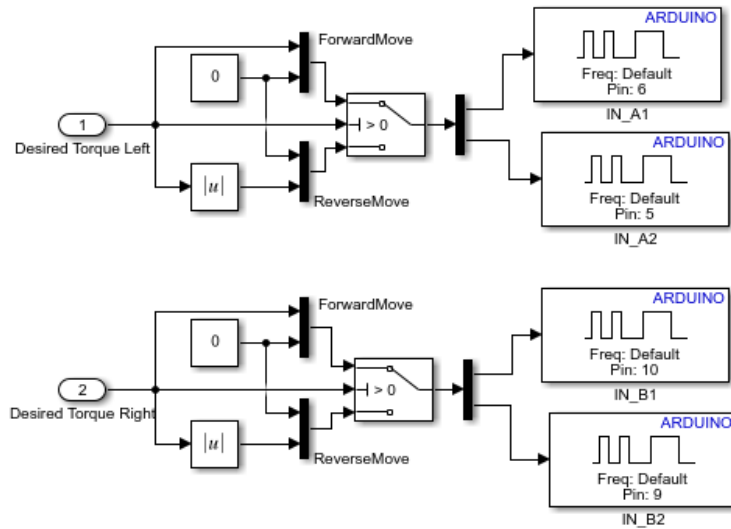 ARDUINO
ForwardMove
0
Freq: Default
Pin: 6
IN_A1
1
> 0
Desired Torque Left
ARDUINO
|u|
ReverseMove
Freq: Default
Pin: 5
IN_A2
ARDUINO
ForwardMove
0
Freq: Default
Pin: 10
IN_B1
2
> 0
Desired Torque Right
ARDUINO
|u|
ReverseMove
Freq: Default
Pin: 9
IN_B2